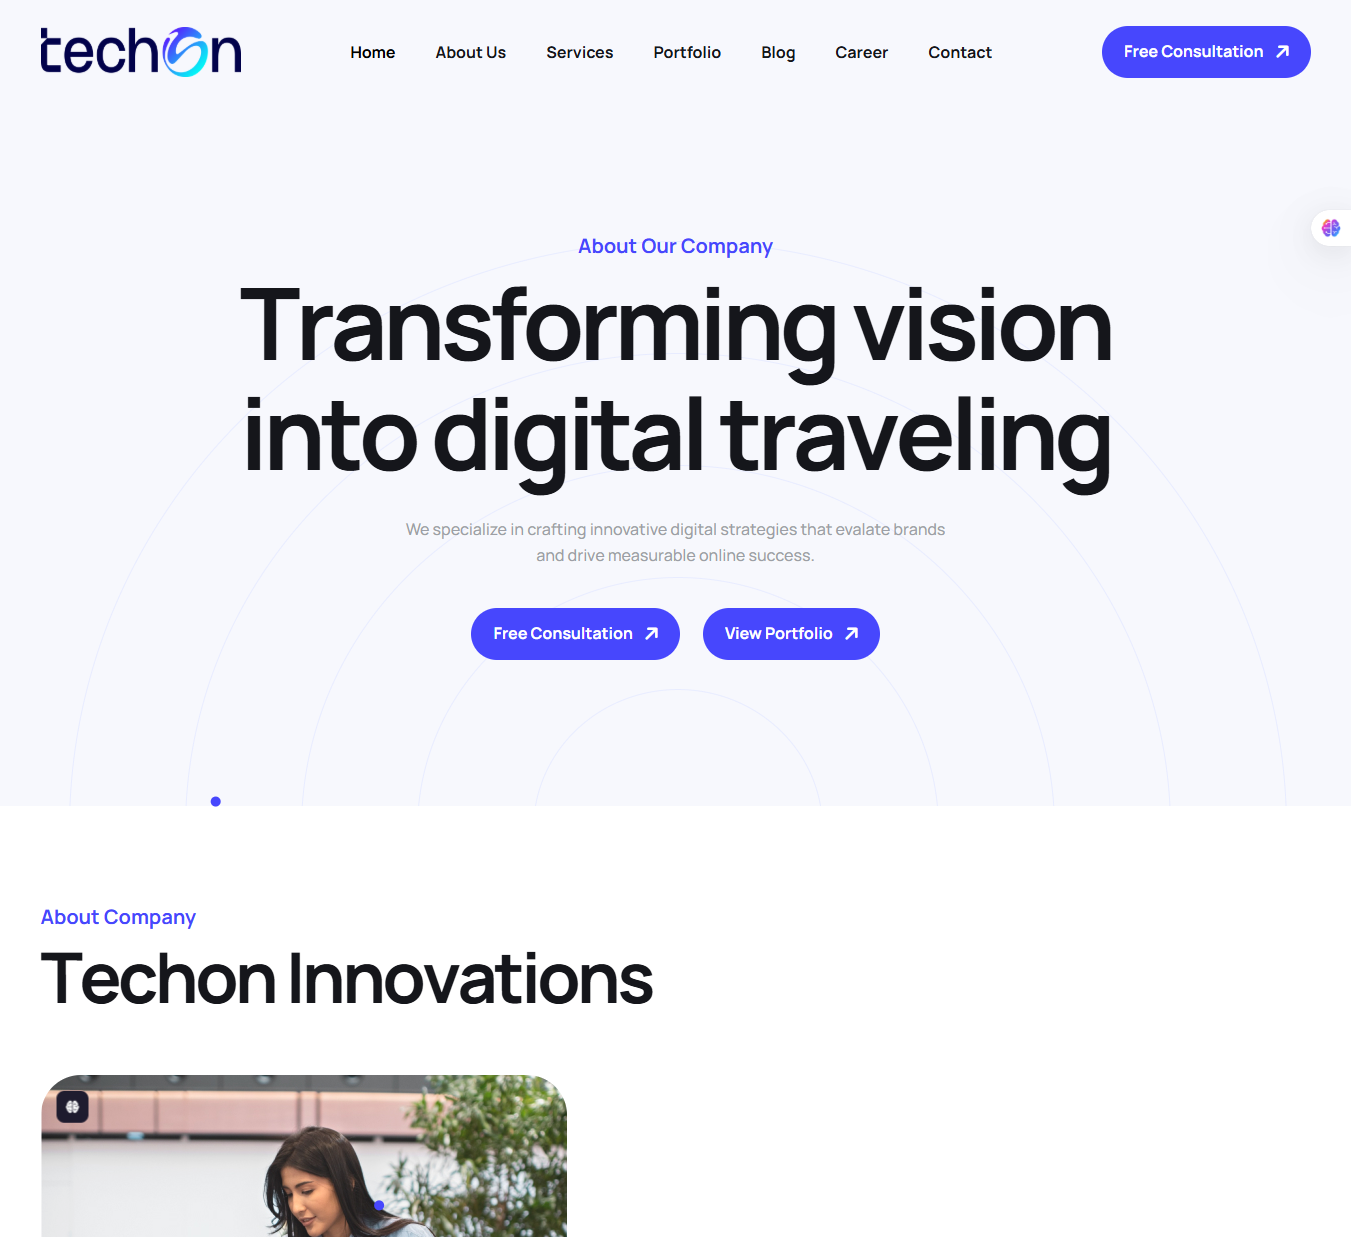 techon
Home About Us Services Portfolio Blog Career Contact
Free Consultation
About Our Company
Transforming vision
into digital traveling
We specialize in crafting innovative digital strategies that evalate brands
and drive measurable online success.
Free Consultation
View Portfolio
About Company
Techon Innovations